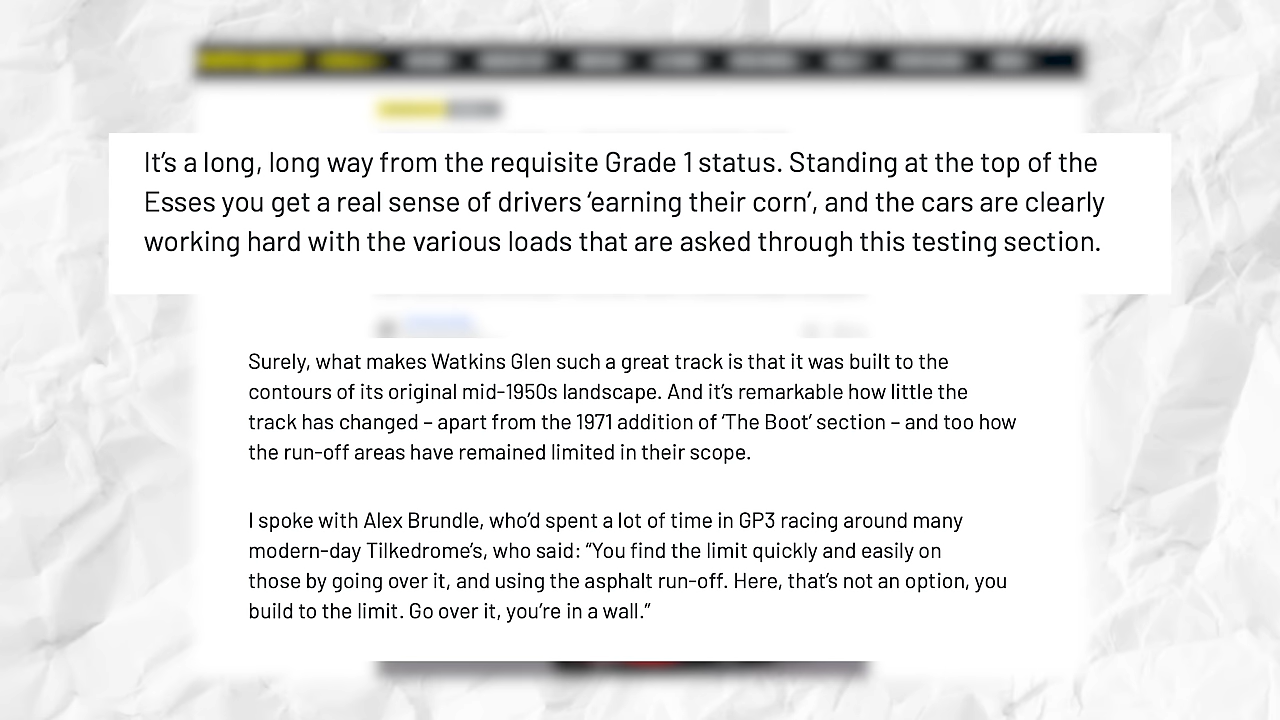 It's a long, long way from the requisite Grade 1 status. Standing at the top of the
Esses you get a real sense of drivers ‘earning their corn’, and the cars are clearly
working hard with the various loads that are asked through this testing section.
Surely, what makes Watkins Glen such a great track is that it was built to the
contours of its original mid-1950s landscape. And it's remarkable how little the
track has changed – apart from the 1971 addition of ‘The Boot’ section – and too how
the run-off areas have remained limited in their scope.
I spoke with Alex Brundle, who'd spent a lot of time in GP3 racing around many
modern-day Tilkedrome's, who said: “You find the limit quickly and easily on
those by going over it, and using the asphalt run-off. Here, that's not an option, you
build to the limit. Go over it, you're in a wall.”